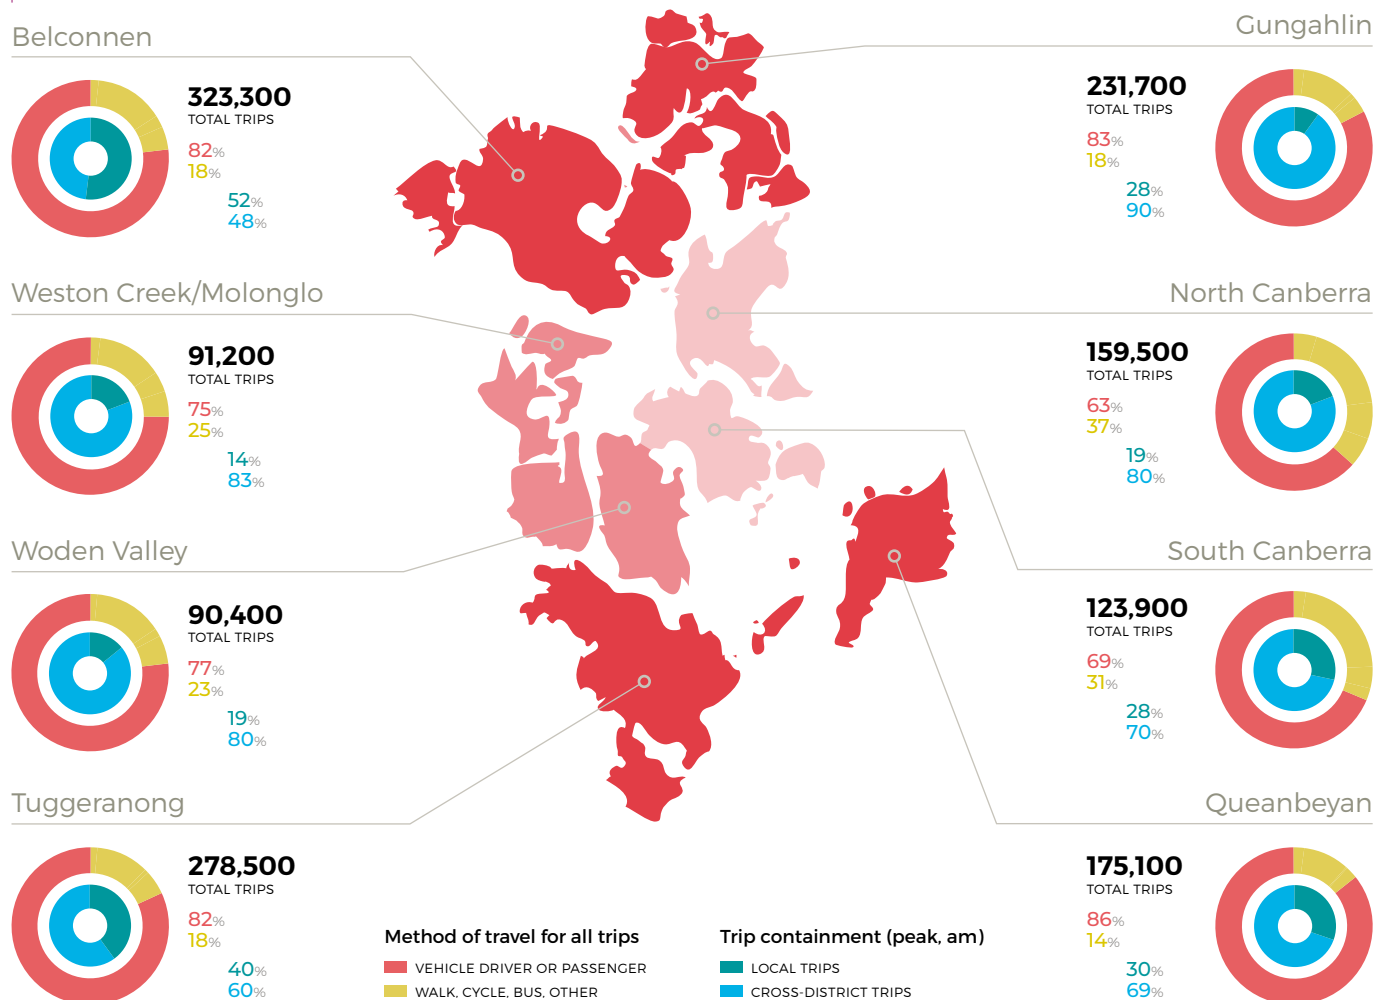 Belconnen
323,300
TOTAL TRIPS
82%
18%
52%
48%
Weston Creek/Molonglo
91,200
TOTAL TRIPS
75%
25%
14%
83%
Woden Valley
90,400
TOTAL TRIPS
77%
23%
19%
80%
Tuggeranong
278,500
TOTAL TRIPS
82%
18%
40%
60%
Gungahlin
231,700
TOTAL TRIPS
83%
18%
28%
90%
North Canberra
159,500
TOTAL TRIPS
63%
37%
19%
80%
South Canberra
123,900
TOTAL TRIPS
69%
31%
28%
70%
Queanbeyan
175,100
TOTAL TRIPS
86%
14%
30%
69%
Method of travel for all trips
VEHICLE DRIVER OR PASSENGER
WALK, CYCLE, BUS, OTHER
Trip containment (peak, am)
LOCAL TRIPS
CROSS-DISTRICT TRIPS